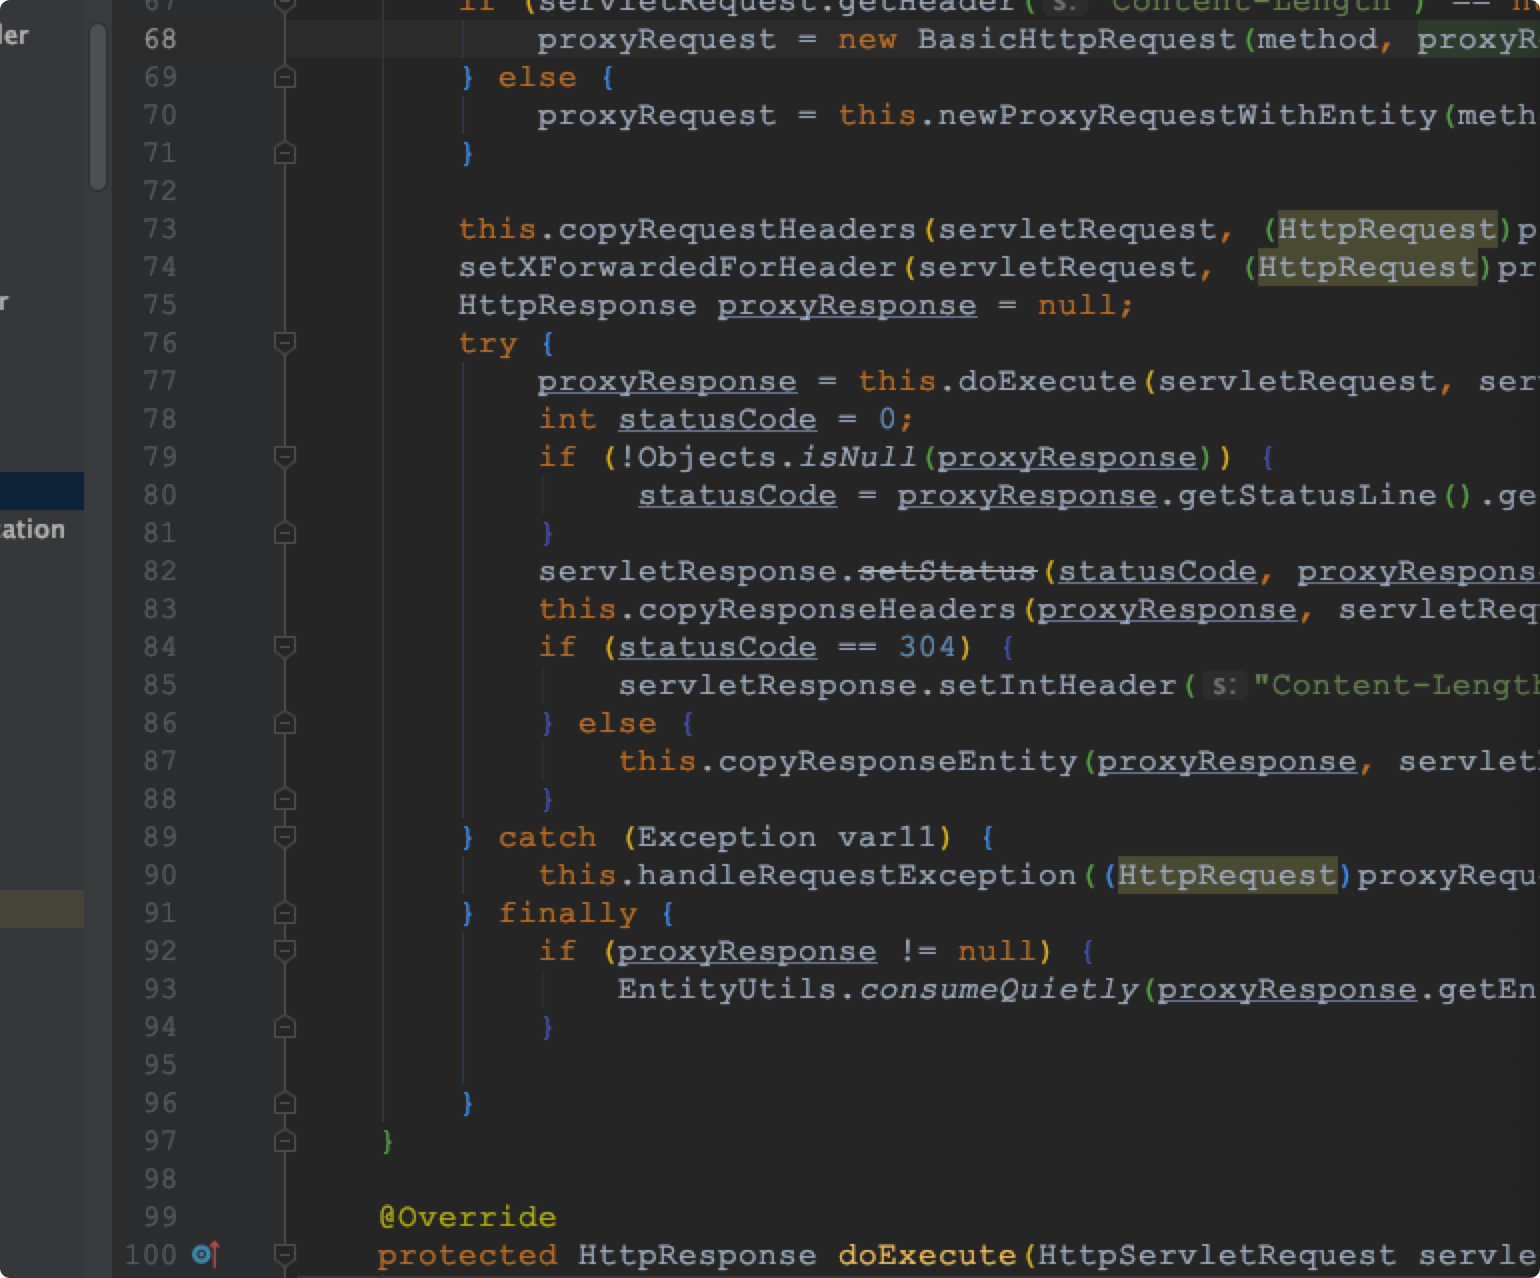 67 if (servletRequest.getHeader( s: "Content-Length") ==
ler
68 proxyRequest = new BasicHttpRequest(method, proxyR
69 } else {
70 proxyRequest = this.newProxyRequestWithEntity(meth
71 }
72
73 this.copyRequestHeaders(servletRequest, (HttpRequest)p
74 setXForwardedForHeader(servletRequest, (HttpRequest)pr
r
75 HttpResponse proxyResponse = null;
76 try {
77 proxyResponse = this.doExecute(servletRequest, ser
78 int statusCode = 0;
79 if (!Objects.isNull(proxyResponse)) {
80 statusCode = proxyResponse.getStatusLine().ge
ation
81 }
82 servletResponse.setStatus(statusCode, proxyRespons
83 this.copyResponseHeaders(proxyResponse, servletReq
84 if (statusCode == 304) {
85 servletResponse.setIntHeader( s: "Content-Length
86 } else {
87 this.copyResponseEntity(proxyResponse, servlet
88 }
89 } catch (Exception var11) {
90 this.handleRequestException((HttpRequest)proxyRequ
91 } finally {
92 if (proxyResponse != null) {
93 EntityUtils.consumeQuietly(proxyResponse.getEn
94 }
95
96 }
97 }
98
99 @Override
100 protected HttpResponse doExecute(HttpServletRequest servle